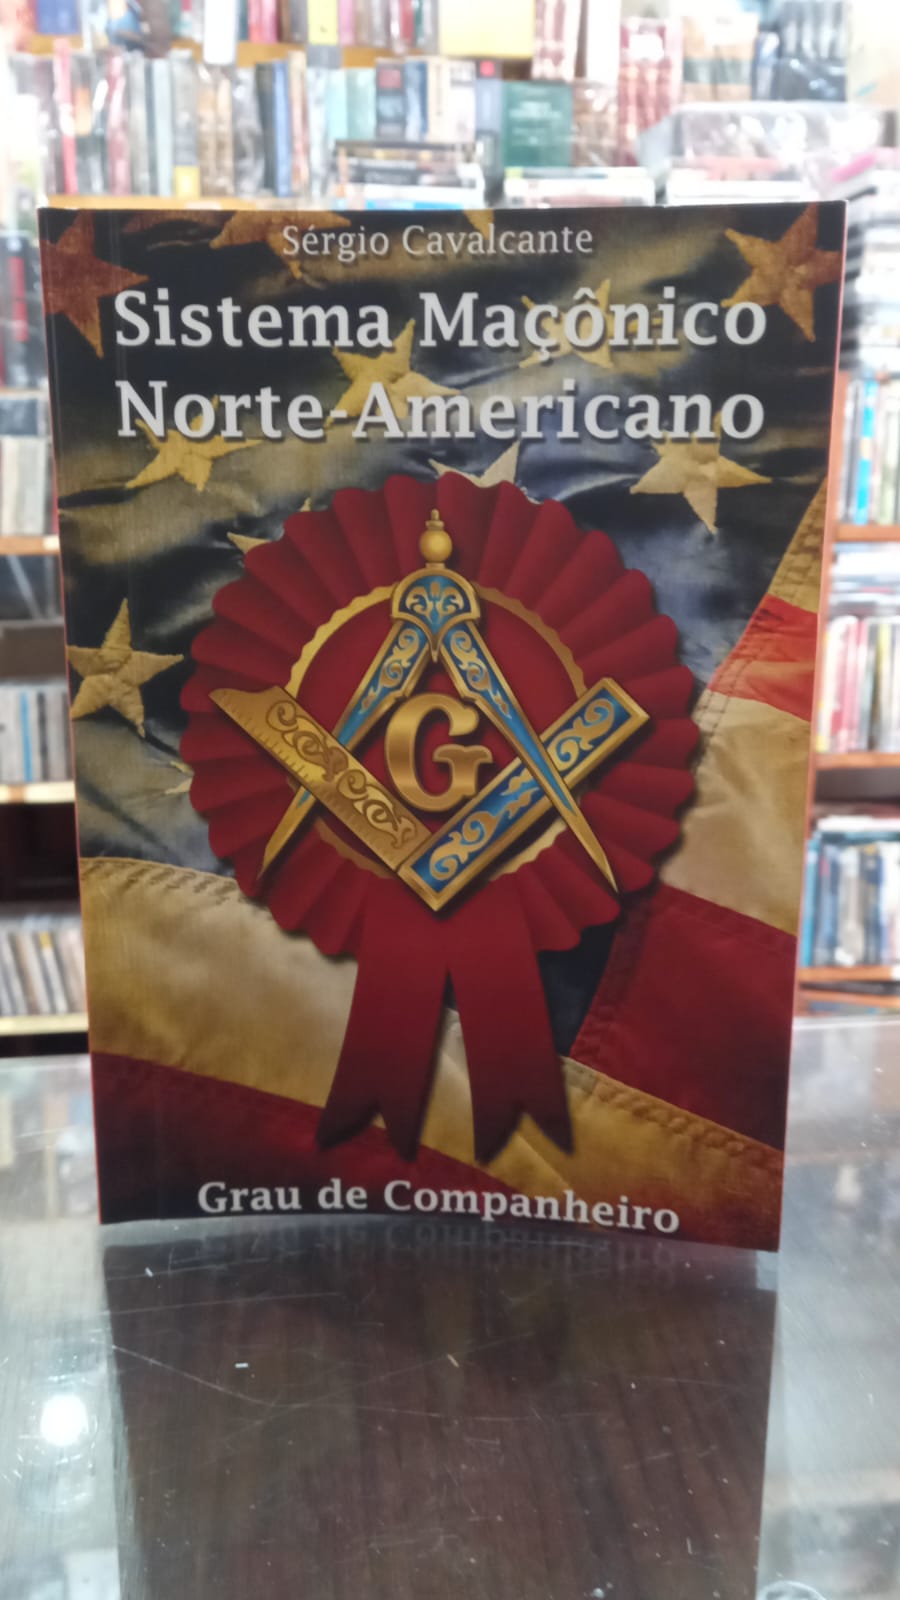 Sérgio Cavalcante
Sistema Maçônico
Norte-Americano
G
Grau de Companheiro